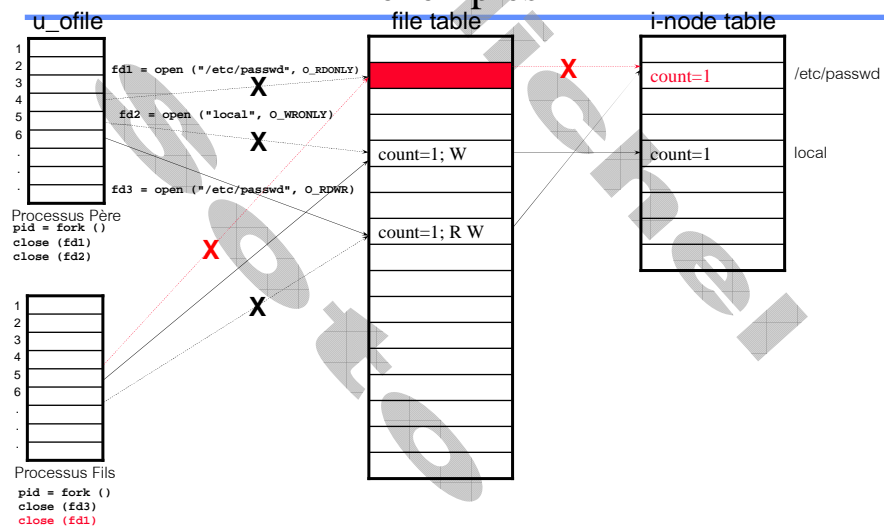 u_ofile
file table
i-node table
1
2
3
4
5
6
.
.
.
fd1 = open ("/etc/passwd", O_RDONLY)
X
fd2 = open ("local", O_WRONLY)
X
fd3 = open ("/etc/passwd", O_RDWR)
X
count=1
/etc/passwd
count=1; W
count=1
local
count=1; R W
Processus Père
pid = fork ()
close (fd1)
close (fd2)
X
X
1
2
3
4
5
6
.
.
.
Processus Fils
pid = fork ()
close (fd3)
close (fd1)
Michel
Soto